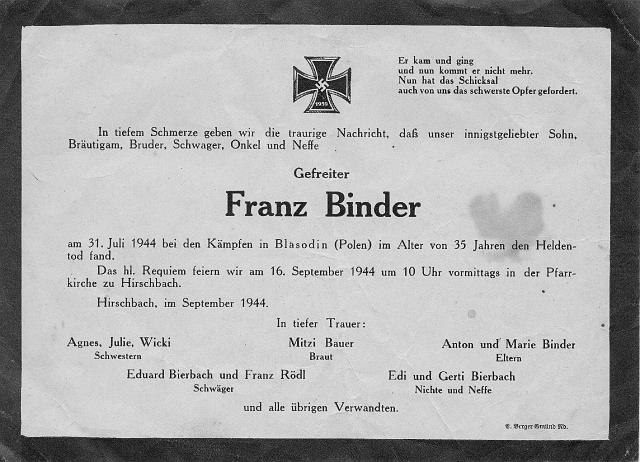 Er kam und ging
und nun kommt er nicht mehr.
Nun hat das Schicksal
auch von uns das schwerste Opfer gefordert.
1939
In tiefem Schmerze geben wir die traurige Nachricht, daß unser innigstgeliebter Sohn,
Bräutigam, Bruder, Schwager, Onkel und Neffe
Gefreiter
Franz Binder
am 31. Juli 1944 bei den Kämpfen in Blasodin (Polen) im Alter von 35 Jahren den Helden-
tod fand.
Das hl. Requiem feiern wir am 16. September 1944 um 10 Uhr vormittags in der Pfarr-
kirche zu Hirschbach.
Hirschbach, im September 1944.
In tiefer Trauer:
Agnes, Julie, Wicki
Schwestern
Mitzi Bauer
Braut
Anton und Marie Binder
Eltern
Eduard Bierbach und Franz Rödl
Schwäger
Edi und Gerti Bierbach
Nichte und Neffe
und alle übrigen Verwandten.
Berger-Gmünd Nd.